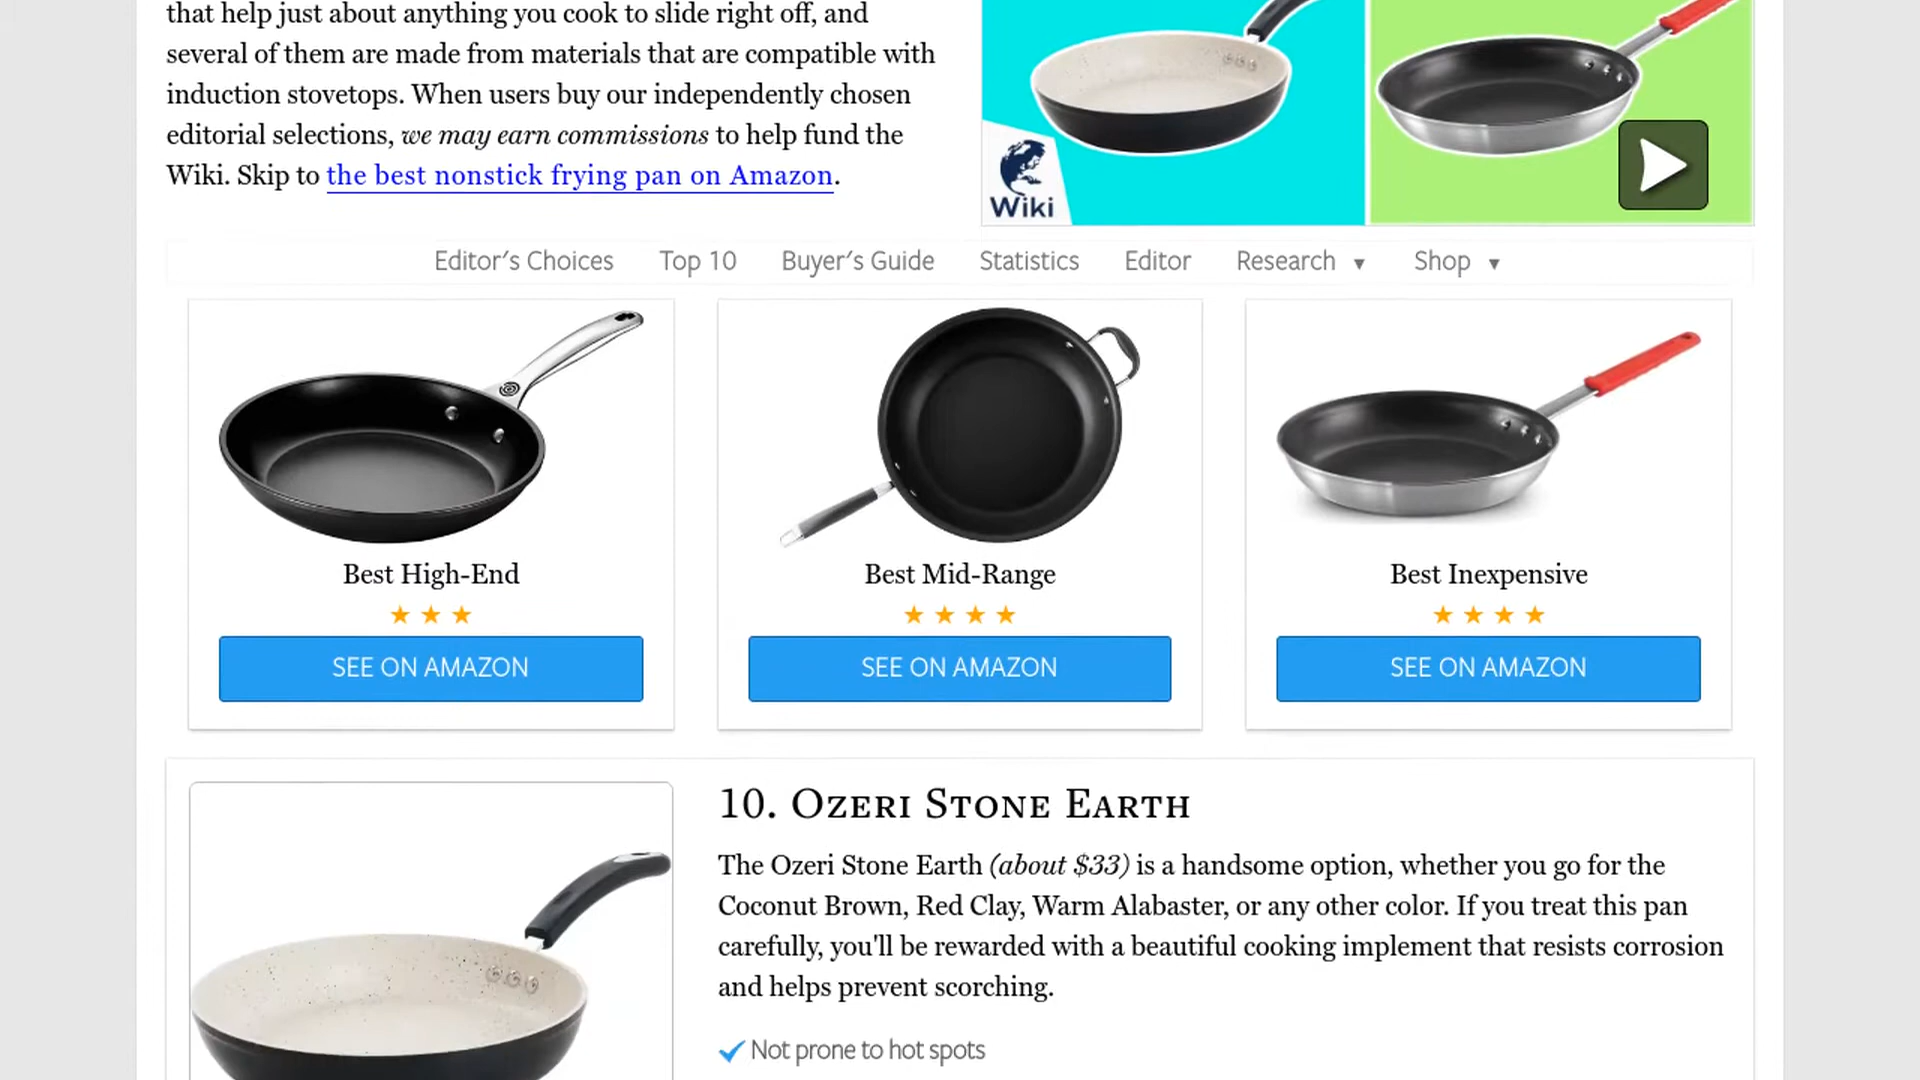 that help just about anything you cook to slide right off, and
several of them are made from materials that are compatible with
induction stovetops. When users buy our independently chosen
editorial selections, we may earn commissions to help fund the
Wiki. Skip to the best nonstick frying pan on Amazon.
Wiki
Editor's Choices Top 10 Buyer's Guide Statistics Editor Research ▼ Shop ▼
Best High-End
★ ★ ★
SEE ON AMAZON
Best Mid-Range
★ ★ ★ ★
SEE ON AMAZON
Best Inexpensive
★ ★ ★ ★
SEE ON AMAZON
10. Ozeri Stone Earth
The Ozeri Stone Earth (about $33) is a handsome option, whether you go for the
Coconut Brown, Red Clay, Warm Alabaster, or any other color. If you treat this pan
carefully, you'll be rewarded with a beautiful cooking implement that resists corrosion
and helps prevent scorching.
Not prone to hot spots